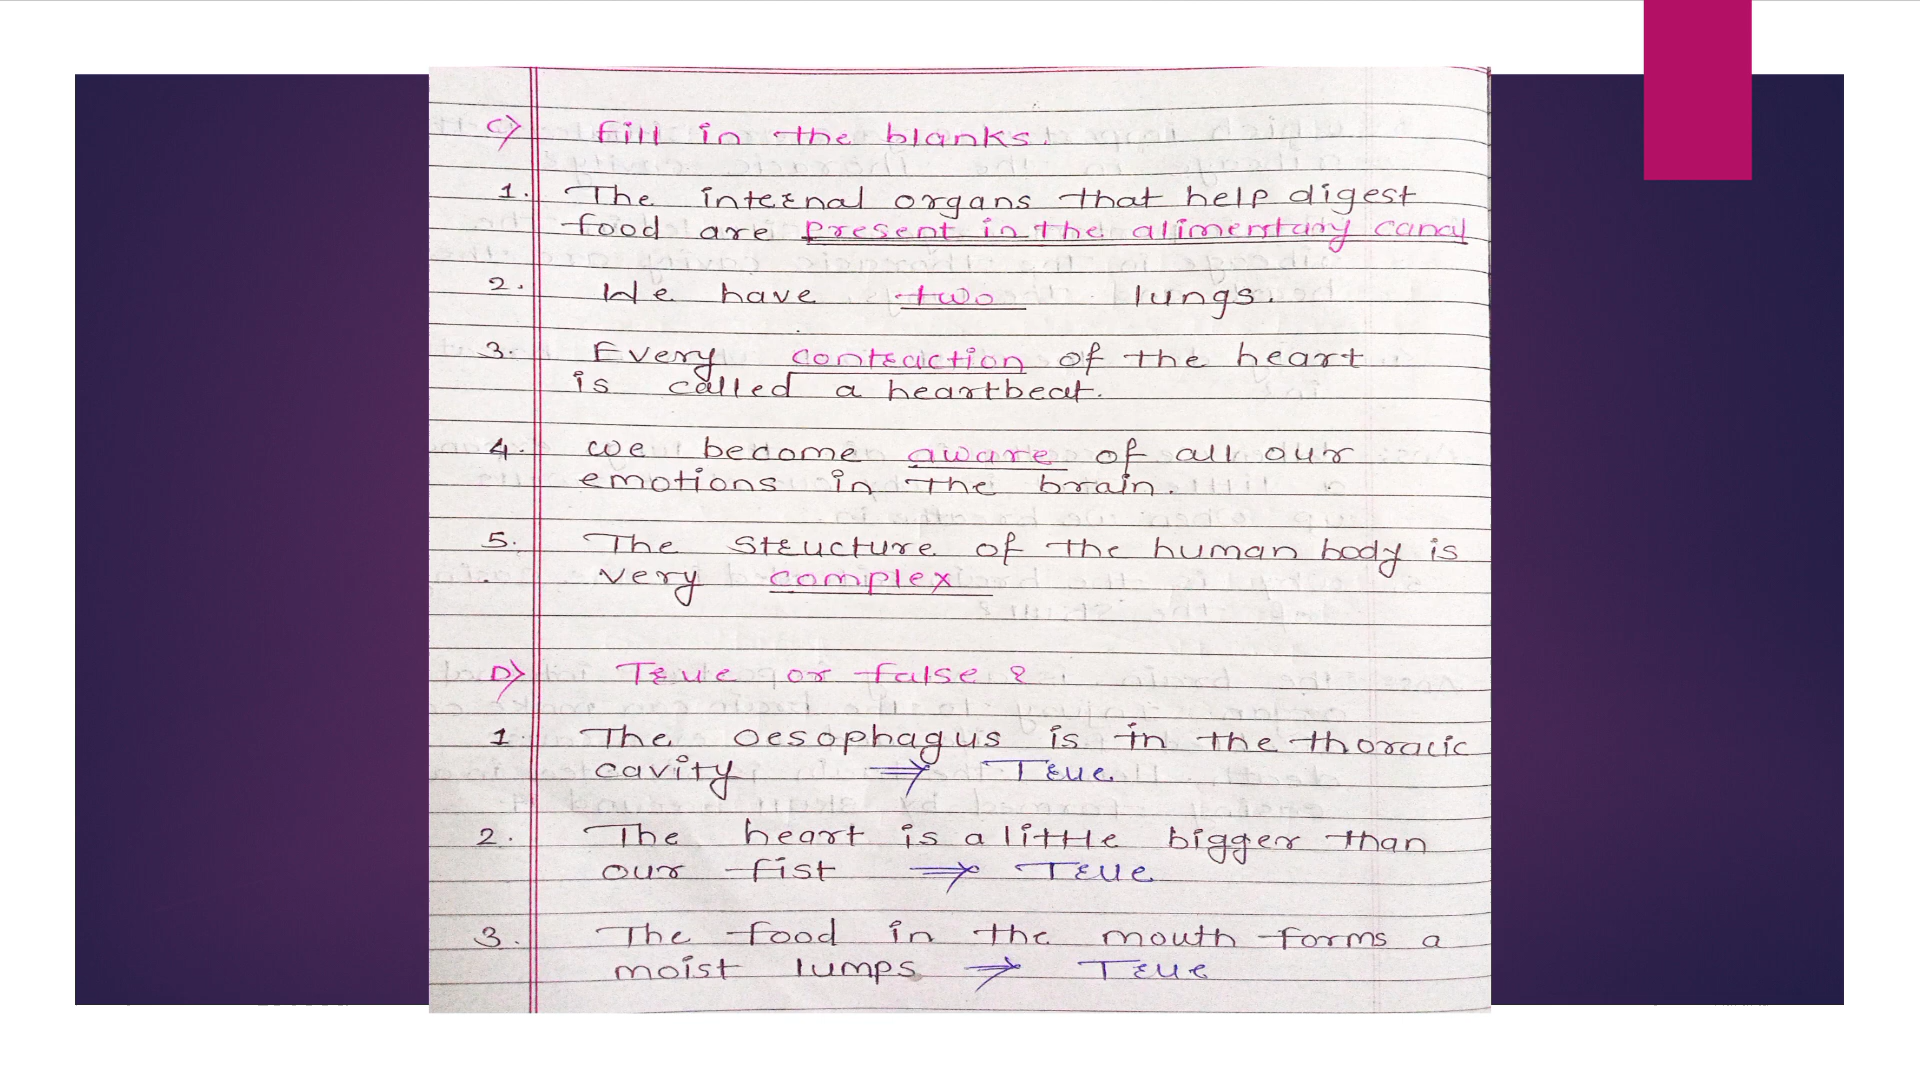 C) Fill in the blanks.
1. The internal organs that help digest
food are present in the alimentary canal
2. We have two lungs.
3. Every contraction of the heart
is called a heartbeat.
4. we become aware of all our
emotions in the brain.
5. The structure of the human body is
very complex
D) True or false ?
1 The oesophagus is in the thoracic
cavity ⇒ True.
2. The heart is a little bigger than
our fist ⇒ True
3. The food in the mouth forms a
moist lumps ⇒ True